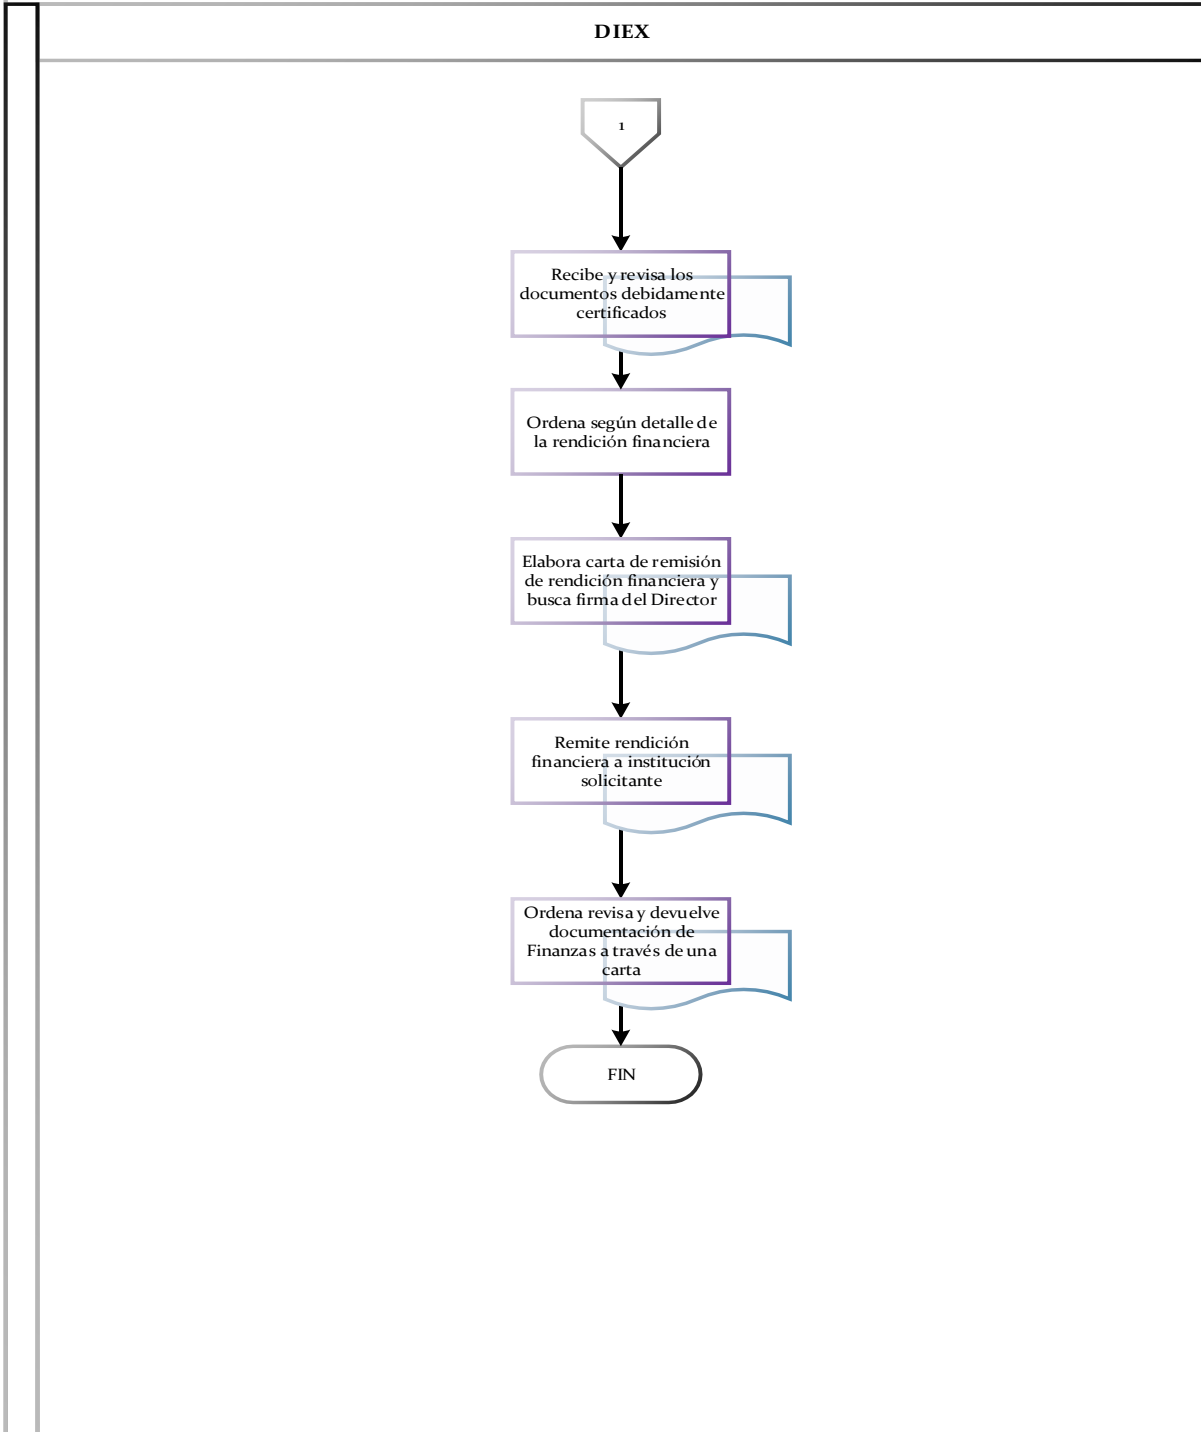 DIEX
1
Recibe y revisa los
documentos debidamente
certificados
Ordena según detalle de
la rendición financiera
Elabora carta de remisión
de rendición financiera y
busca firma del Director
Remite rendición
financiera a institución
solicitante
Ordena revisa y devuelve
documentación de
Finanzas a través de una
carta
FIN